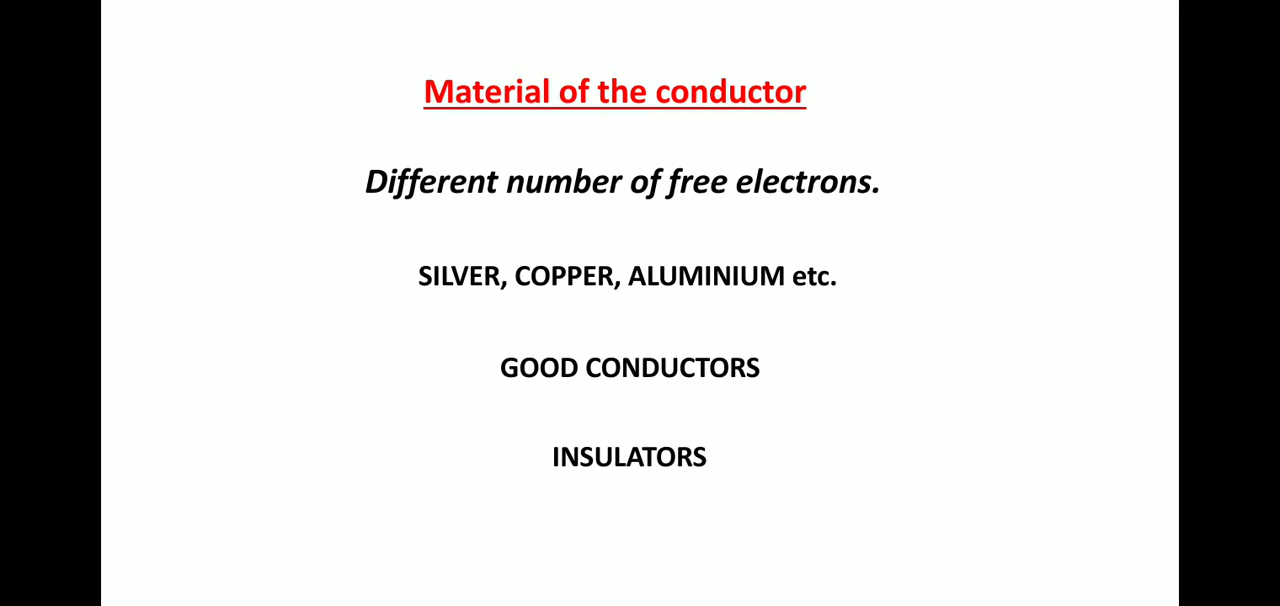 Material of the conductor
Different number of free electrons.
SILVER, COPPER, ALUMINIUM etc.
GOOD CONDUCTORS
INSULATORS